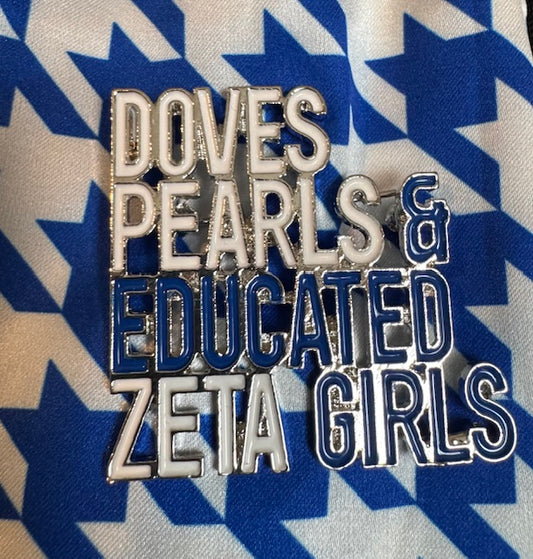 DOVES
PEARLS &
EDUCATED
ZETA GIRLS